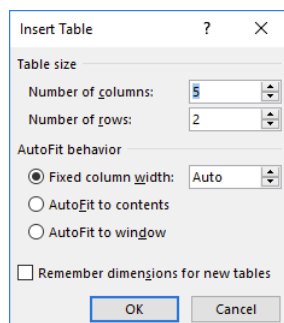 Insert Table ? ×
Table size
Number of columns: 5
Number of rows: 2
AutoFit behavior
Fixed column width: Auto
AutoFit to contents
AutoFit to window
Remember dimensions for new tables
OK Cancel